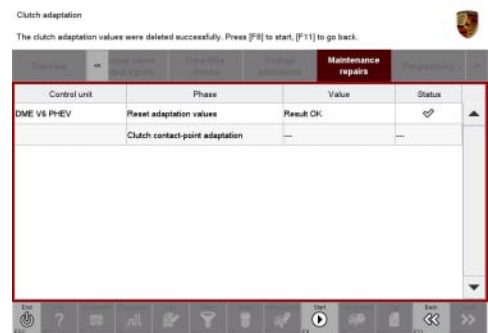 Clutch adaptation
The clutch adaptation values were deleted successfully. Press [F8] to start, [F11] to go back.
Overview
«
Maintenance
repairs
Programming
Control unit Phase Value Status
DME V6 PHEV Reset adaptation values Result OK
Clutch contact-point adaptation --- ---
Start
Back